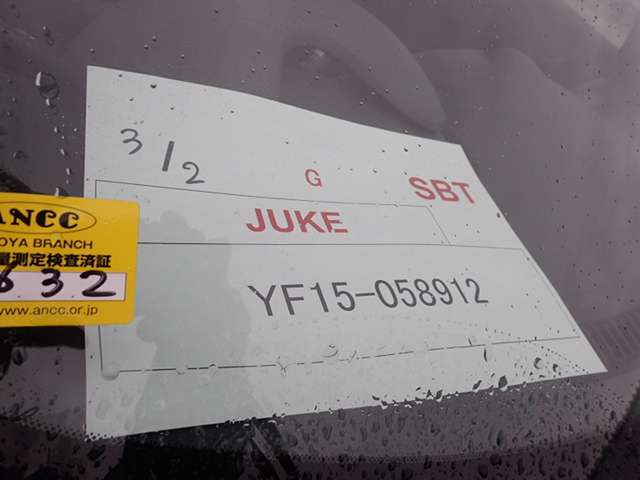 3/2
G
SBT
JUKE
YF15-058912
ANCC
OYA BRANCH
量測定検査済証
632
www.ancc.or.jp